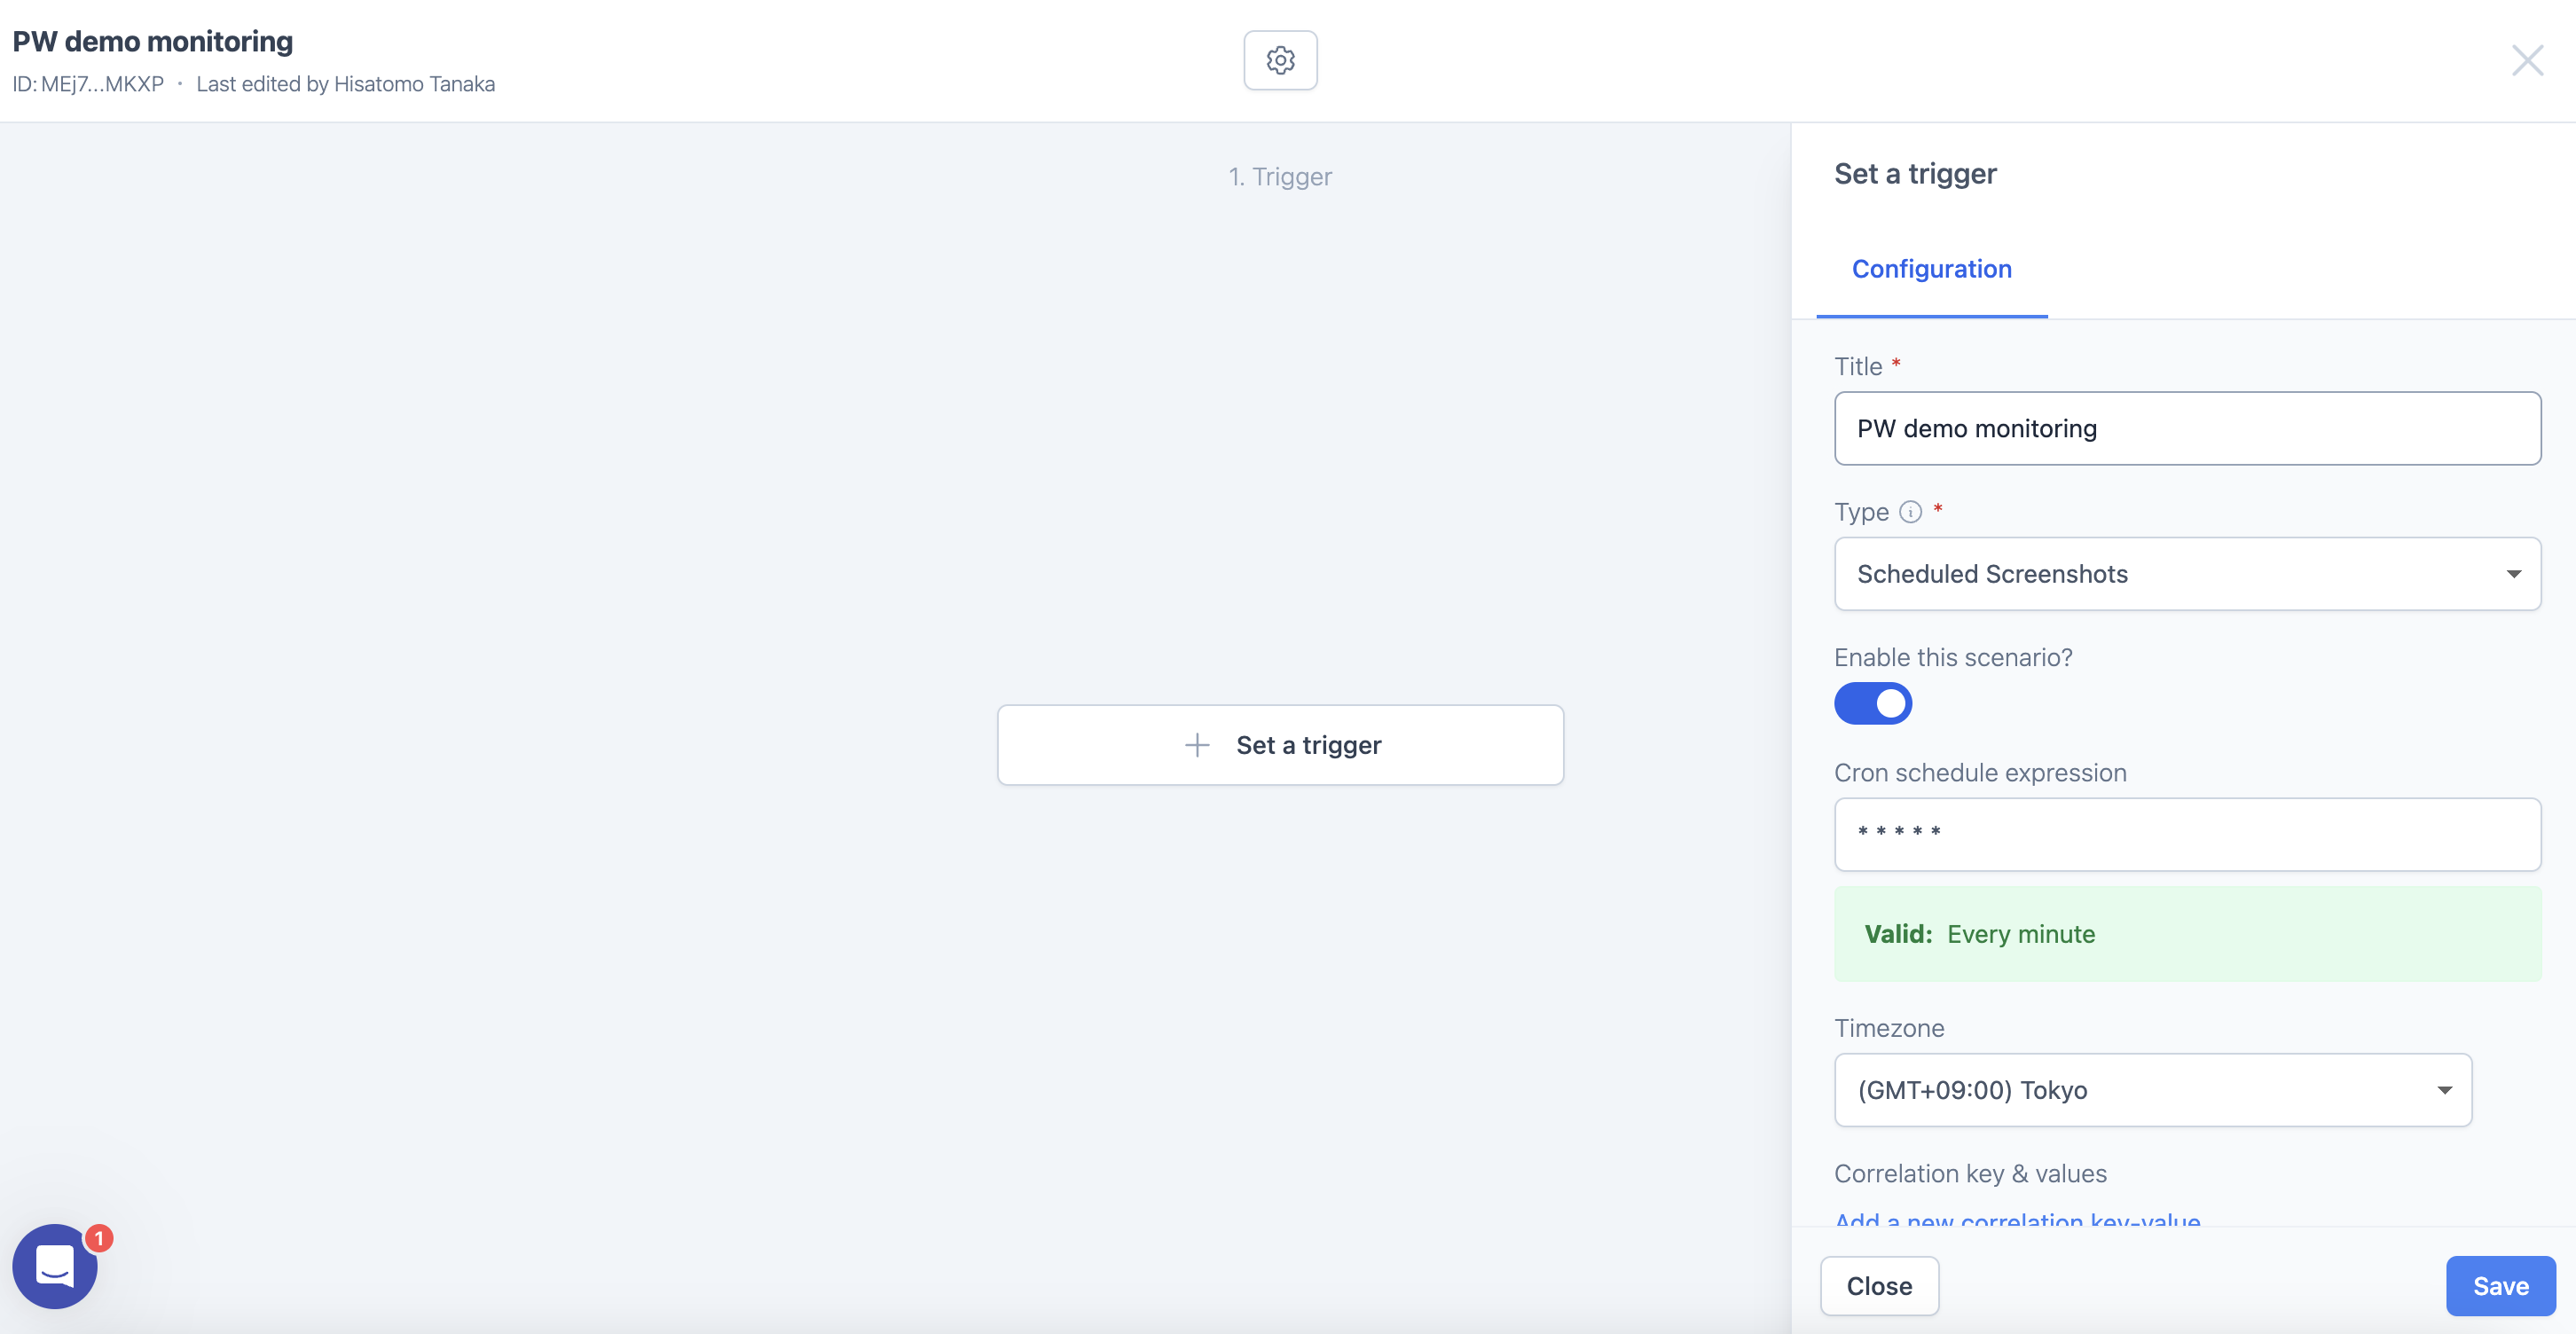 PW demo monitoring
ID: MEj7...MKXP · Last edited by Hisatomo Tanaka
1. Trigger
Set a trigger
Set a trigger
Configuration
Title *
PW demo monitoring
Type *
Scheduled Screenshots
Enable this scenario?
Cron schedule expression
* * * * *
Valid: Every minute
Timezone
(GMT+09:00) Tokyo
Correlation key & values
Add a new correlation key-value
1
Close
Save